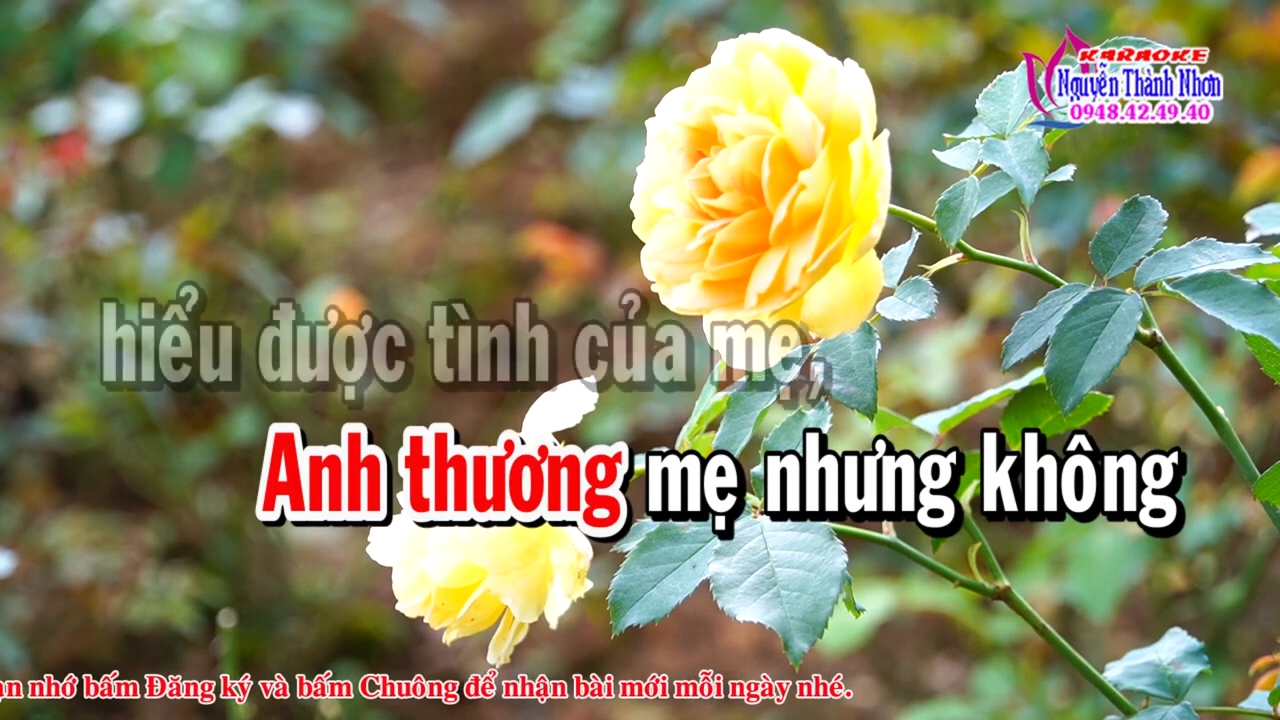 KARAOKE
Nguyễn Thành Nhơn
0948.42.49.40
hiểu được tình của mẹ,
Anh thương mẹ nhưng không
nhớ bấm Đăng ký và bấm Chuông để nhận bài mới mỗi ngày nhé.